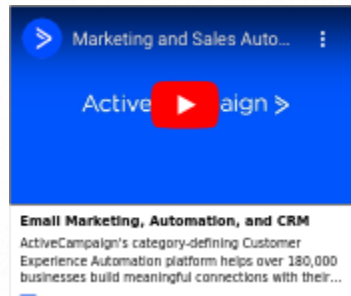 Marketing and Sales Auto...
Active aign >
Email Marketing, Automation, and CRM
ActiveCampaign's category-defining Customer
Experience Automation platform helps over 180,000
businesses build meaningful connections with their...